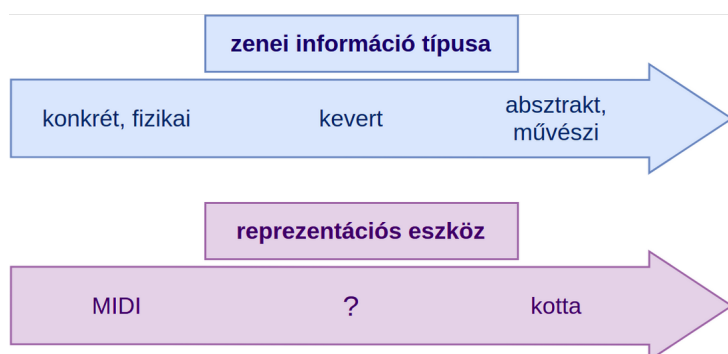 zenei információ típusa
konkrét, fizikai
kevert
absztrakt,
művészi
reprezentációs eszköz
MIDI
?
kotta